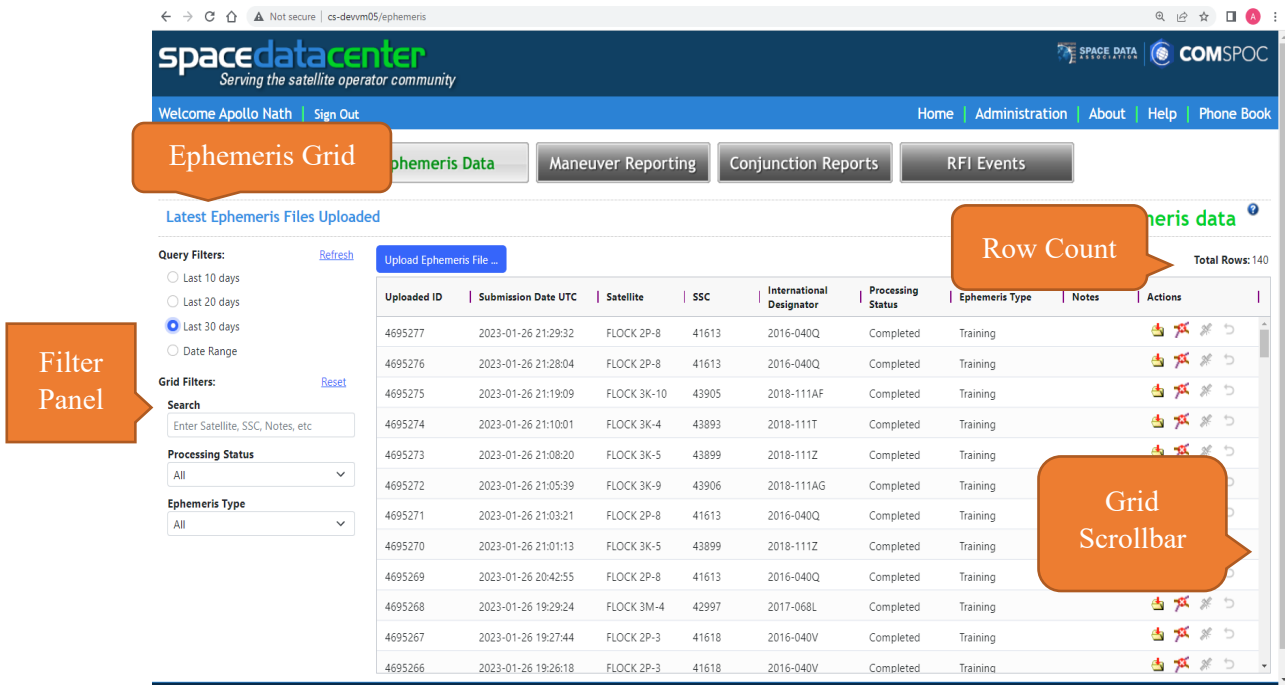 Not secure | cs-devvm05/ephemeris
A
spacedatacenter
Serving the satellite operator community
SPACE DATA
ASSOCIATION
COMSPOC
Welcome Apollo Nath | Sign Out
Home | Administration | About | Help | Phone Book
Ephemeris Grid
phemeris Data
Maneuver Reporting
Conjunction Reports
RFI Events
Latest Ephemeris Files Uploaded
neris data ?
Row Count
Query Filters: Refresh
Last 10 days
Last 20 days
Last 30 days
Date Range
Filter
Panel
Grid Filters: Reset
Search
Enter Satellite, SSC, Notes, etc
Processing Status
All
Ephemeris Type
All
Upload Ephemeris File ...
Total Rows: 140
Uploaded ID Submission Date UTC Satellite SSC International Designator Processing Status Ephemeris Type Notes Actions
4695277 2023-01-26 21:29:32 FLOCK 2P-8 41613 2016-040Q Completed Training
4695276 2023-01-26 21:28:04 FLOCK 2P-8 41613 2016-040Q Completed Training
4695275 2023-01-26 21:19:09 FLOCK 3K-10 43905 2018-111AF Completed Training
4695274 2023-01-26 21:10:01 FLOCK 3K-4 43893 2018-111T Completed Training
4695273 2023-01-26 21:08:20 FLOCK 3K-5 43899 2018-111Z Completed Training
4695272 2023-01-26 21:05:39 FLOCK 3K-9 43906 2018-111AG Completed Training
4695271 2023-01-26 21:03:21 FLOCK 2P-8 41613 2016-040Q Completed Training
4695270 2023-01-26 21:01:13 FLOCK 3K-5 43899 2018-111Z Completed Training
4695269 2023-01-26 20:42:55 FLOCK 2P-8 41613 2016-040Q Completed Training
4695268 2023-01-26 19:29:24 FLOCK 3M-4 42997 2017-068L Completed Training
4695267 2023-01-26 19:27:44 FLOCK 2P-3 41618 2016-040V Completed Training
4695266 2023-01-26 19:26:18 FLOCK 2P-3 41618 2016-040V Completed Training
Grid
Scrollbar